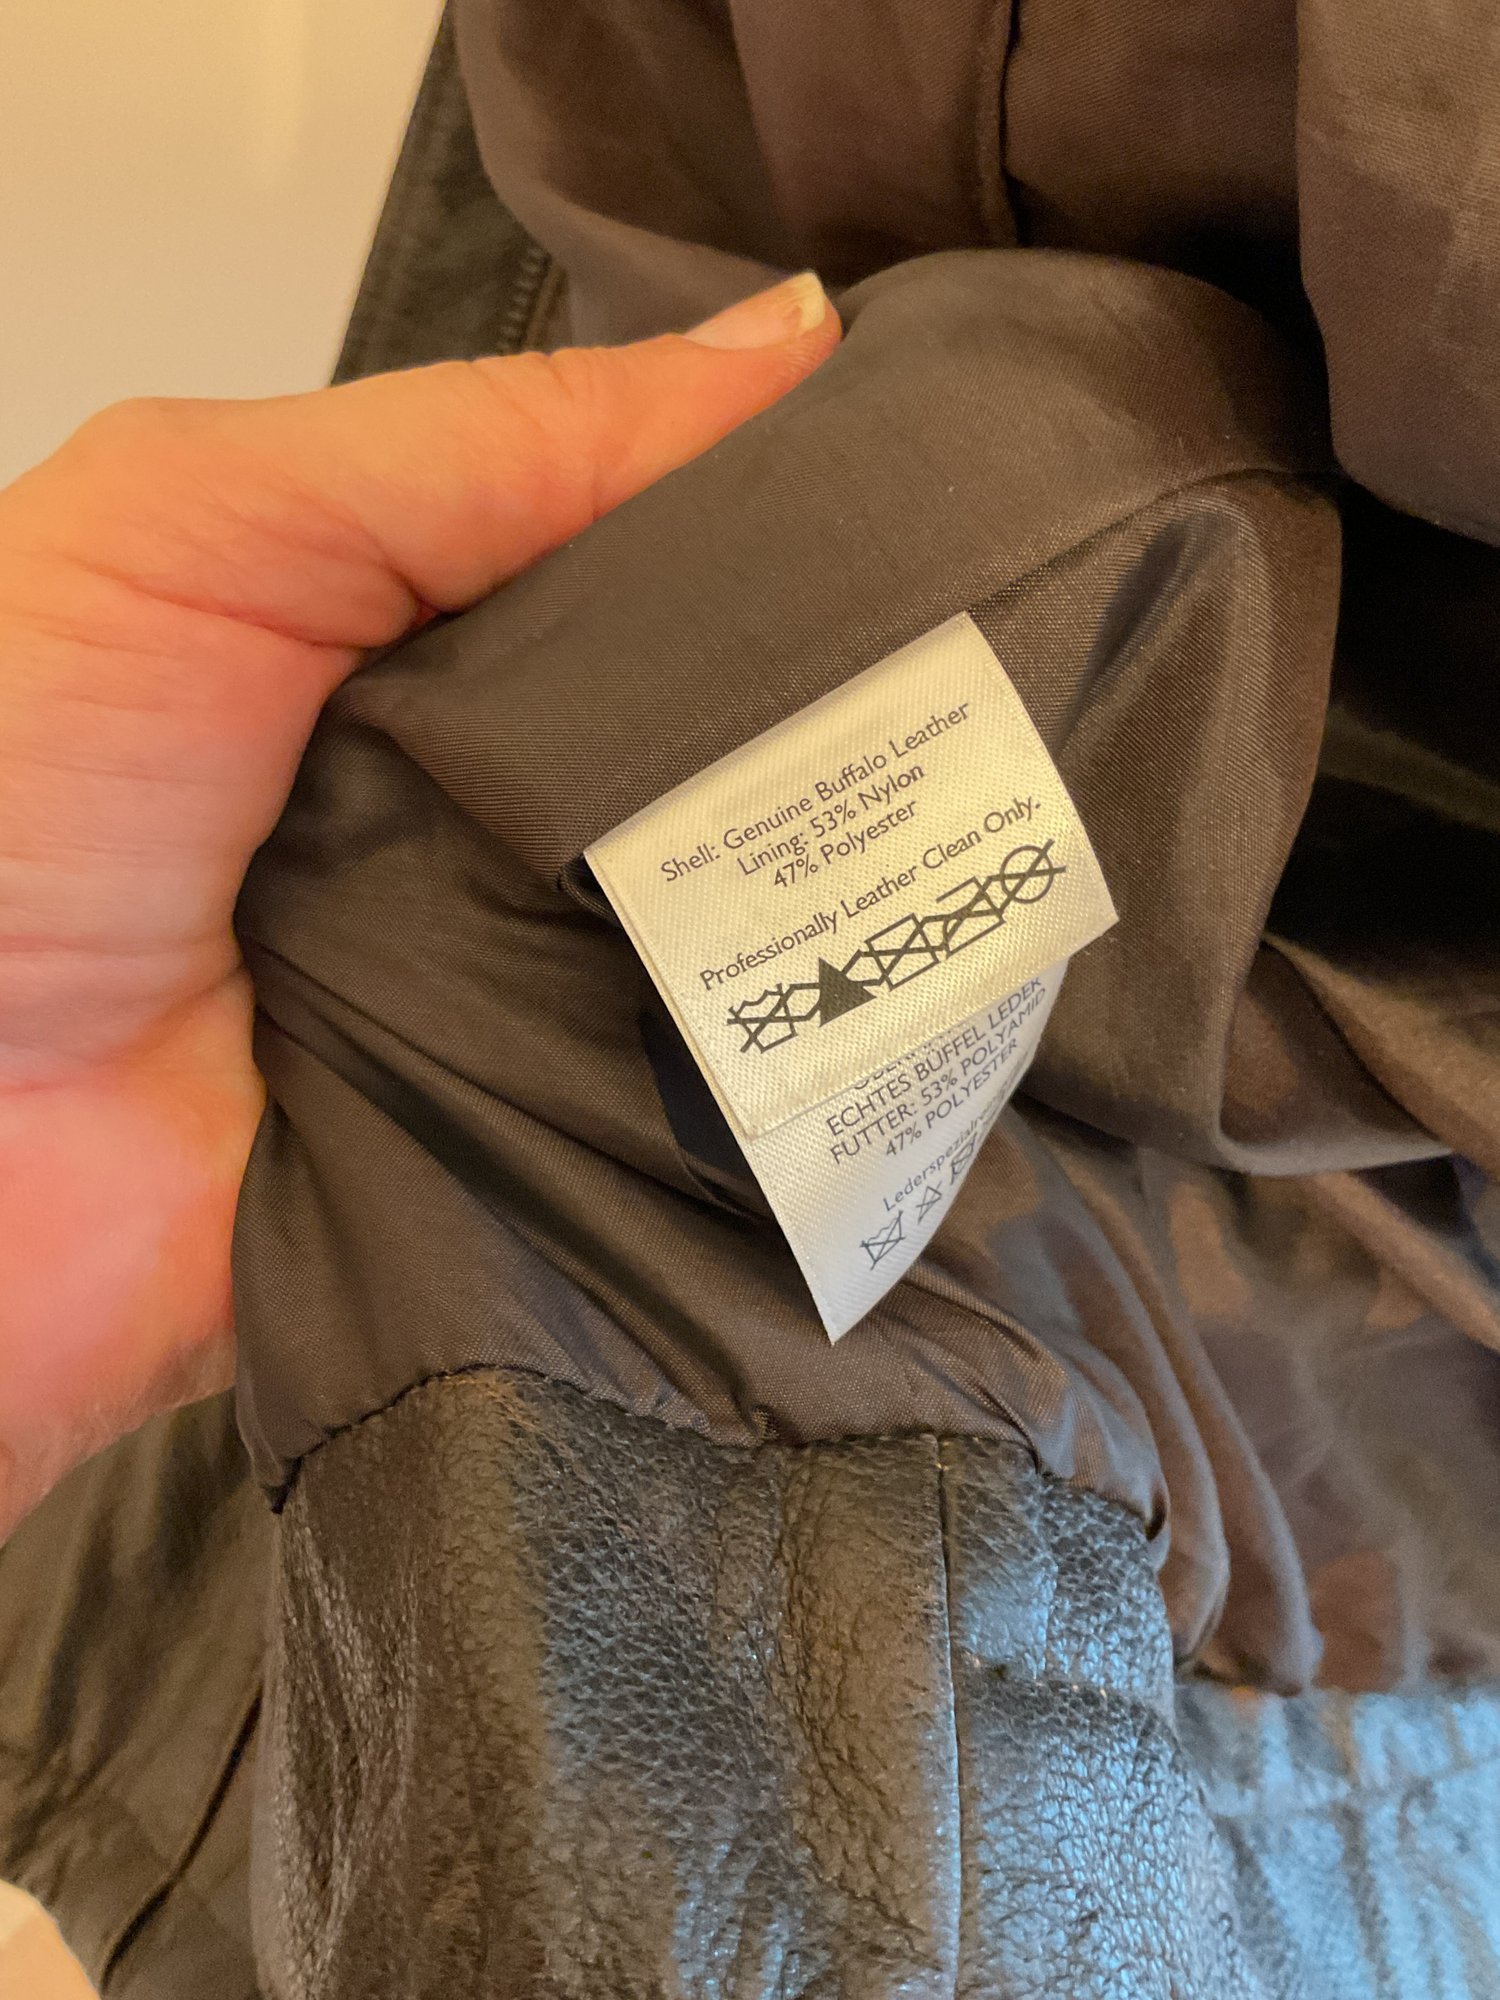 Shell: Genuine Buffalo Leather
Lining: 53% Nylon
47% Polyester
Professionally Leather Clean Only.
ECHTES BÜFFEL LEDER
FUTTER: 53% POLYAMID
47% POLYESTER